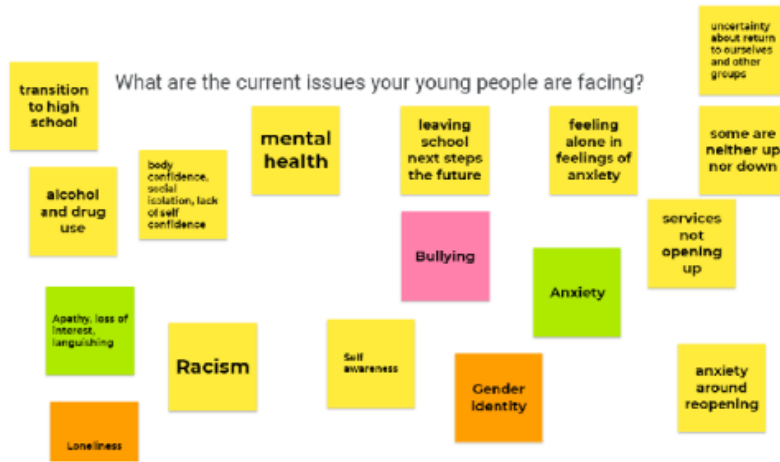 uncertainty
about return
to ourselves
and other
groups
What are the current issues your young people are facing?
transition
to high
school
mental
health
leaving
school
next steps
the future
feeling
alone in
feelings of
anxiety
some are
neither up
nor down
alcohol
and drug
use
body
confidence,
social
isolation, lack
of self
confidence
services
not
opening
up
Bullying
Anxiety
Apathy, loss of
interest,
languishing
Racism
Self
awareness
Gender
identity
anxiety
around
reopening
Loneliness